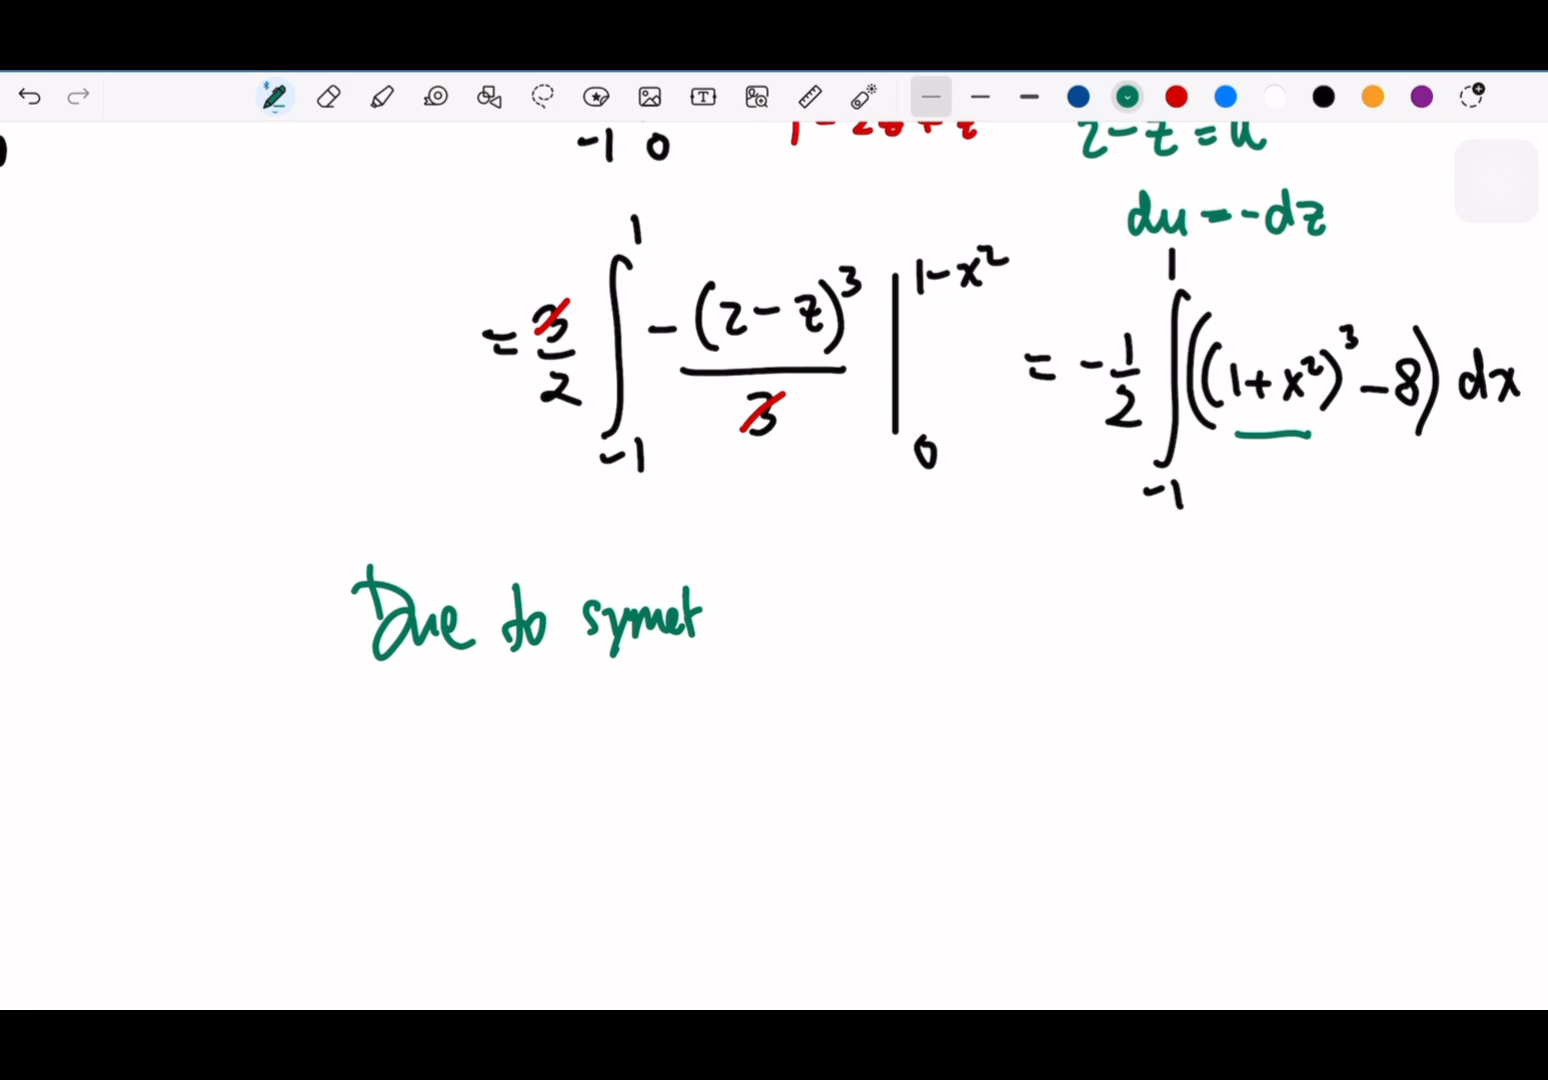 -1 0
2-z=u
du=-dz
= 3/2 ∫_{-1}^{1} -(2-z)^3/3 |_0^{1-x^2} = -1/2 ∫_{-1}^{1} ((1+x^2)^3-8) dx
Due to symet